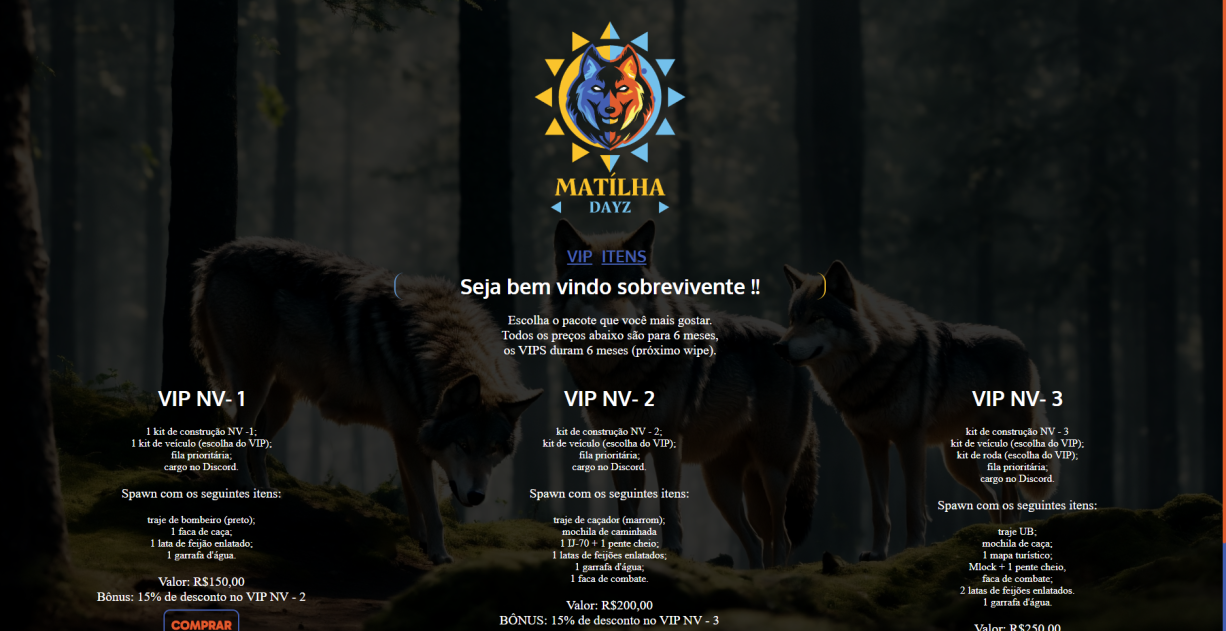 MATÍLHA
DAYZ
VIP ITENS
Seja bem vindo sobrevivente !!
Escolha o pacote que você mais gostar.
Todos os preços abaixo são para 6 meses,
os VIPS duram 6 meses (próximo wipe).
VIP NV- 1
1 kit de construção NV -1;
1 kit de veículo (escolha do VIP);
fila prioritária;
cargo no Discord.
Spawn com os seguintes itens:
traje de bombeiro (preto);
1 faca de caça;
1 lata de feijão enlatado;
1 garrafa d'água.
Valor: R$150,00
Bônus: 15% de desconto no VIP NV - 2
COMPRAR
VIP NV- 2
kit de construção NV - 2;
kit de veículo (escolha do VIP);
fila prioritária;
cargo no Discord.
Spawn com os seguintes itens:
traje de caçador (marrom);
mochila de caminhada
1 IJ-70 + 1 pente cheio;
1 latas de feijões enlatados;
1 garrafa d'água;
1 faca de combate.
Valor: R$200,00
BÔNUS: 15% de desconto no VIP NV - 3
VIP NV- 3
kit de construção NV - 3
kit de veículo (escolha do VIP);
kit de roda (escolha do VIP);
fila prioritária;
cargo no Discord.
Spawn com os seguintes itens:
traje UB;
mochila de caça;
1 mapa turístico;
Mlock + 1 pente cheio,
faca de combate;
2 latas de feijões enlatados.
1 garrafa d'água.
Valor: R$250,00